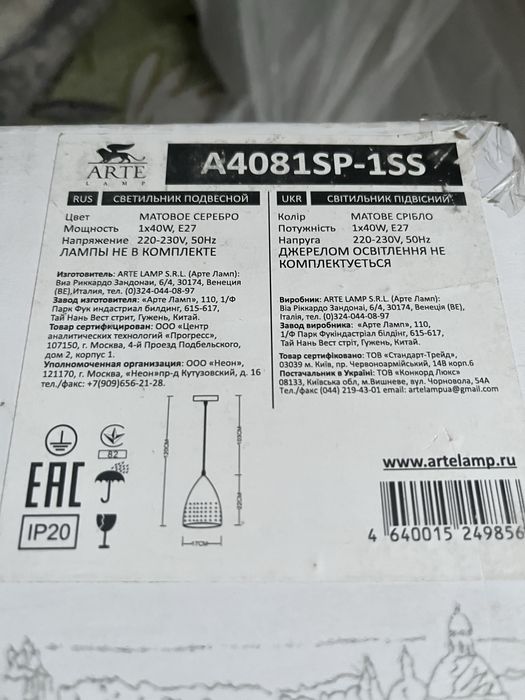 ARTE
LAMP
A4081SP-1SS
RUS СВЕТИЛЬНИК ПОДВЕСНОЙ
Цвет МАТОВОЕ СЕРЕБРО
Мощность 1x40W, E27
Напряжение 220-230V, 50Hz
ЛАМПЫ НЕ В КОМПЛЕКТЕ
Изготовитель: ARTE LAMP S.R.L. (Арте Ламп):
Виа Риккардо Зандонаи, 6/4, 30174, Венеция
(BE),Италия, тел. (0)324-044-08-97
Завод изготовителя: «Арте Ламп», 110, 1/Ф
Парк Фук индастриал билдинг, 615-617,
Тай Нань Вест стрит, Гужень, Китай.
Товар сертифицирован: ООО «Центр
аналитических технологий «Прогресс»,
107150, г. Москва, 4-й Проезд Подбельского,
дом 2, корпус 1.
Уполномоченная организация: ООО «Неон»,
121170, г. Москва, «Неон»пр-д Кутузовский, д. 16
тел./факс: +7(909)656-21-28.
UKR СВІТИЛЬНИК ПІДВІСНИЙ
Колір МАТОВЕ СРІБЛО
Потужність 1x40W, E27
Напруга 220-230V, 50Hz
ДЖЕРЕЛОМ ОСВІТЛЕННЯ НЕ
КОМПЛЕКТУЄТЬСЯ
Виробник: ARTE LAMP S.R.L. (Арте Ламп):
Віа Ріккардо Зандонаі, 6/4, 30174, Венеція (BE),
Італія, тел. (0)324-044-08-97.
Завод виробника: «Арте Ламп», 110,
1/Ф Парк Фукіндастріал білдінг, 615-617,
Тай Нань Вест стріт, Гужень, Китай.
Товар сертифіковано: ТОВ «Стандарт-Трейд»,
03039 м. Київ, пр. Червоноармійський, 14В корп.6
Постачальник в Україні: ТОВ «Конкорд Люкс»
08133, Київська обл, м.Вишневе, вул. Чорновола, 54А
Тел./факс (044) 219-43-01 email: artelampua@gmail.com
82
EAC
IP20
17CM
www.artelamp.ru
4 640015 249856